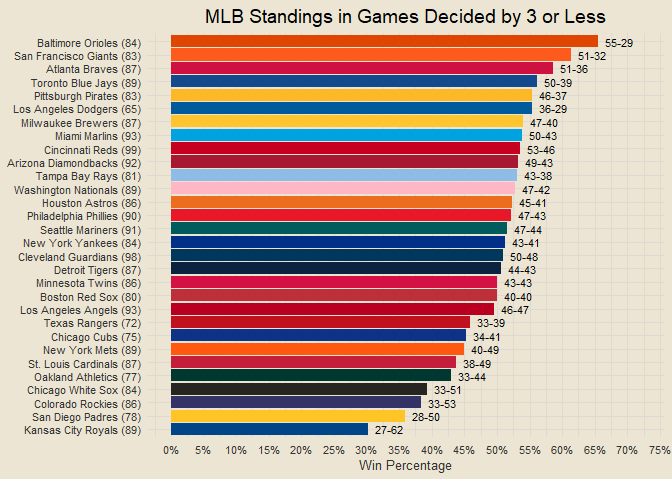 MLB Standings in Games Decided by 3 or Less
Baltimore Orioles (84) 55-29
San Francisco Giants (83) 51-32
Atlanta Braves (87) 51-36
Toronto Blue Jays (89) 50-39
Pittsburgh Pirates (83) 46-37
Los Angeles Dodgers (65) 36-29
Milwaukee Brewers (87) 47-40
Miami Marlins (93) 50-43
Cincinnati Reds (99) 53-46
Arizona Diamondbacks (92) 49-43
Tampa Bay Rays (81) 43-38
Washington Nationals (89) 47-42
Houston Astros (86) 45-41
Philadelphia Phillies (90) 47-43
Seattle Mariners (91) 47-44
New York Yankees (84) 43-41
Cleveland Guardians (98) 50-48
Detroit Tigers (87) 44-43
Minnesota Twins (86) 43-43
Boston Red Sox (80) 40-40
Los Angeles Angels (93) 46-47
Texas Rangers (72) 33-39
Chicago Cubs (75) 34-41
New York Mets (89) 40-49
St. Louis Cardinals (87) 38-49
Oakland Athletics (77) 33-44
Chicago White Sox (84) 33-51
Colorado Rockies (86) 33-53
San Diego Padres (78) 28-50
Kansas City Royals (89) 27-62
0% 5% 10% 15% 20% 25% 30% 35% 40% 45% 50% 55% 60% 65% 70% 75%
Win Percentage